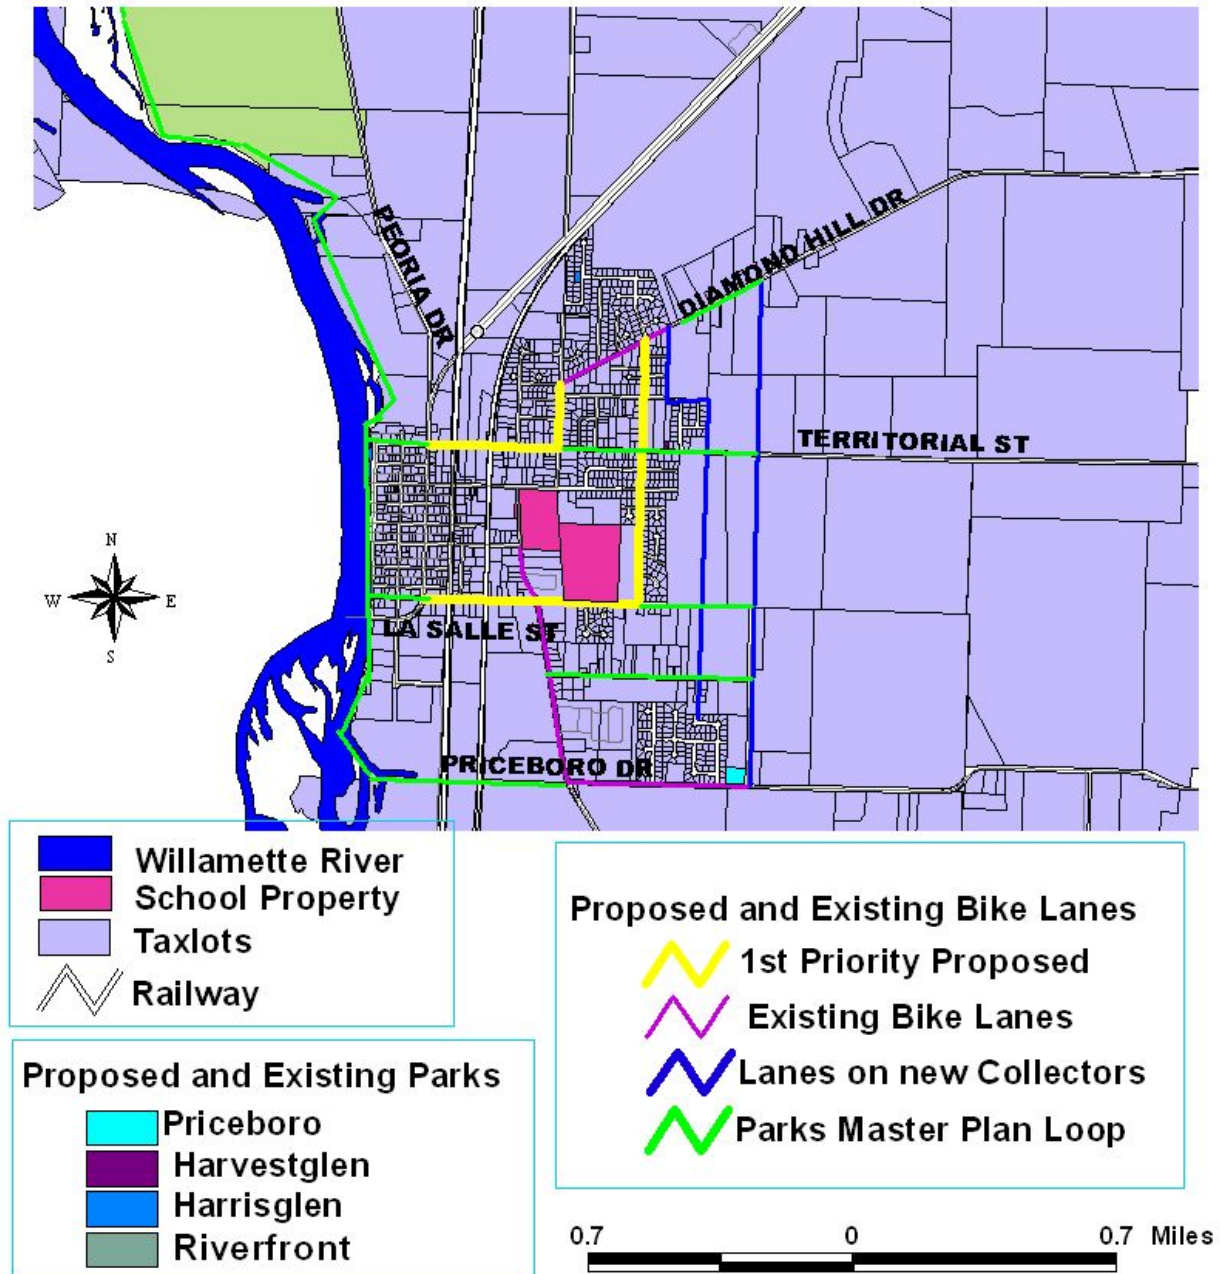 PEORIA DR
DIAMOND HILL DR
TERRITORIAL ST
N
W E
S
LA SALLE ST
PRICEBORO DR
Willamette River
School Property
Taxlots
Railway
Proposed and Existing Parks
Priceboro
Harvestglen
Harrisglen
Riverfront
Proposed and Existing Bike Lanes
1st Priority Proposed
Existing Bike Lanes
Lanes on new Collectors
Parks Master Plan Loop
0.7 0 0.7 Miles